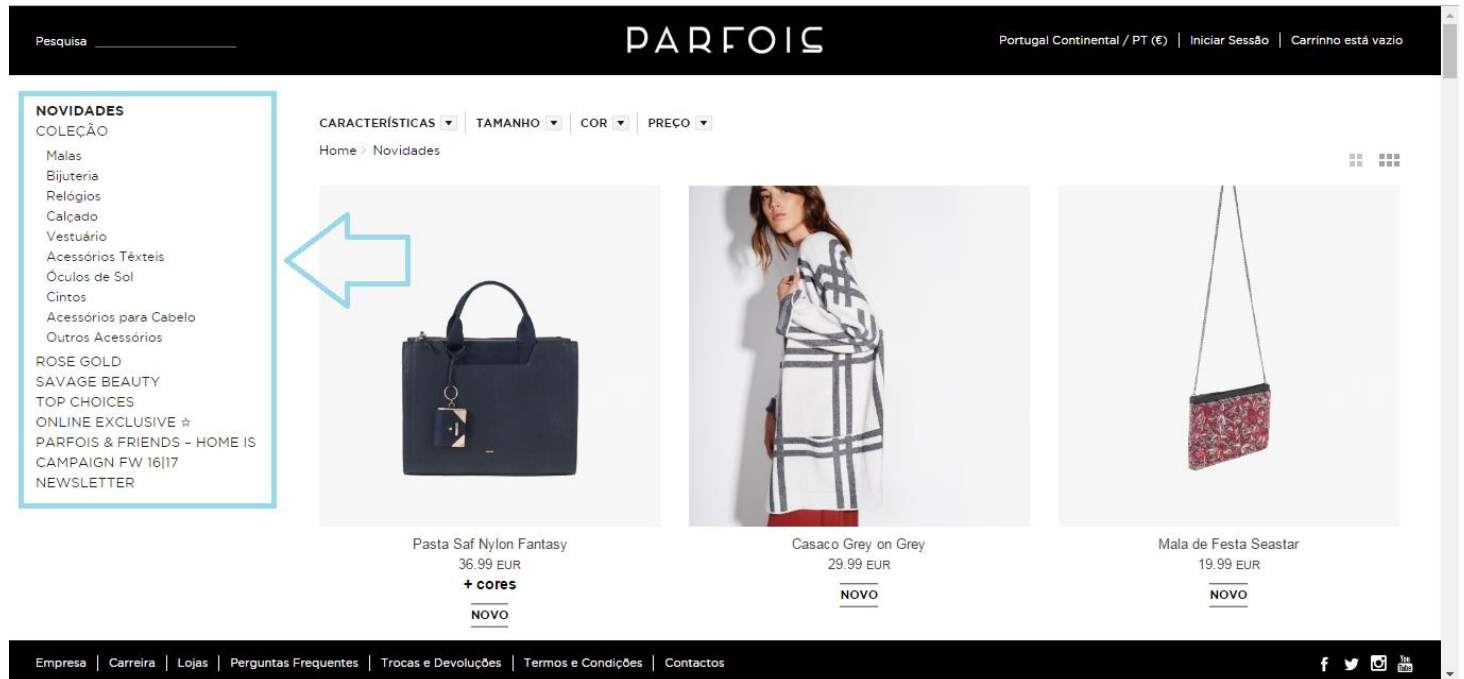 Pesquisa
PARFOIS
Portugal Continental / PT (€) | Iniciar Sessão | Carrinho está vazio
NOVIDADES
COLEÇÃO
Malas
Bijuteria
Relógios
Calçado
Vestuário
Acessórios Têxteis
Óculos de Sol
Cintos
Acessórios para Cabelo
Outros Acessórios
ROSE GOLD
SAVAGE BEAUTY
TOP CHOICES
ONLINE EXCLUSIVE ☆
PARFOIS & FRIENDS – HOME IS
CAMPAIGN FW 16|17
NEWSLETTER
CARACTERÍSTICAS | TAMANHO | COR | PREÇO
Home > Novidades
Pasta Saf Nylon Fantasy
36.99 EUR
+ cores
NOVO
Casaco Grey on Grey
29.99 EUR
NOVO
Mala de Festa Seastar
19.99 EUR
NOVO
Empresa | Carreira | Lojas | Perguntas Frequentes | Trocas e Devoluções | Termos e Condições | Contactos
You Tube